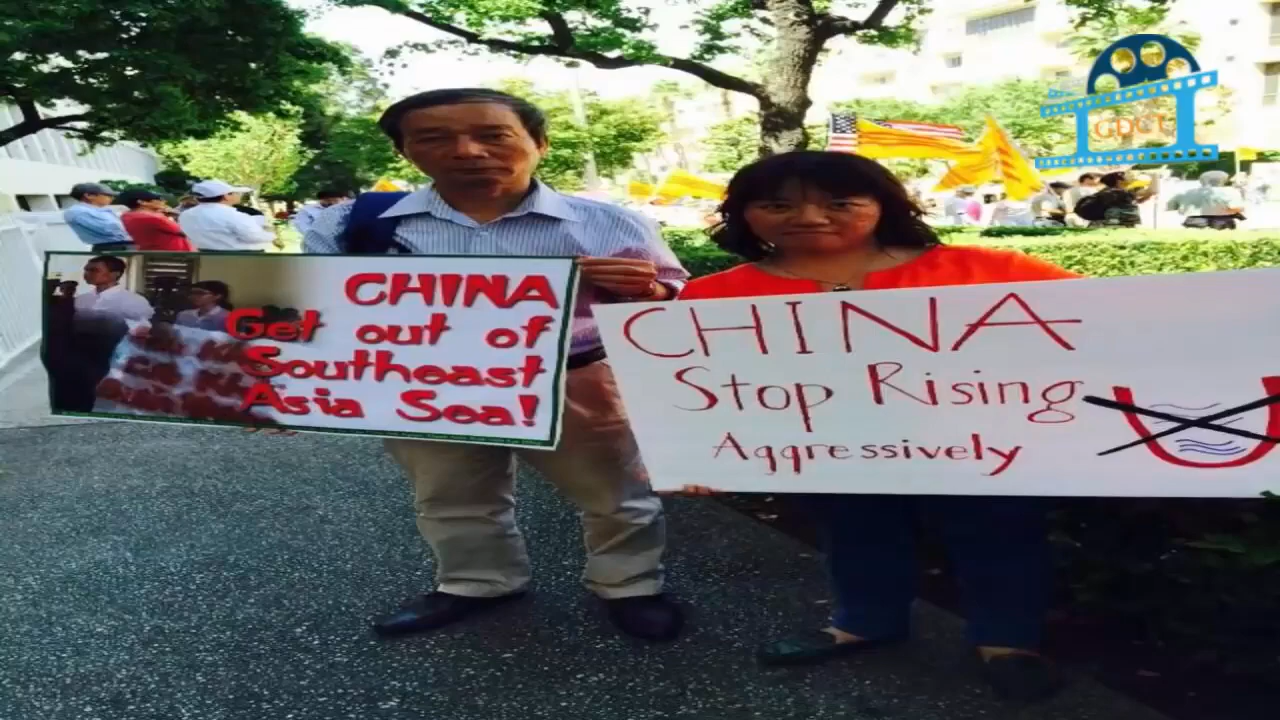 CHINA
Get out of
Southeast
Asia Sea!
CHINA
Stop Rising
Aggressively
GDCT